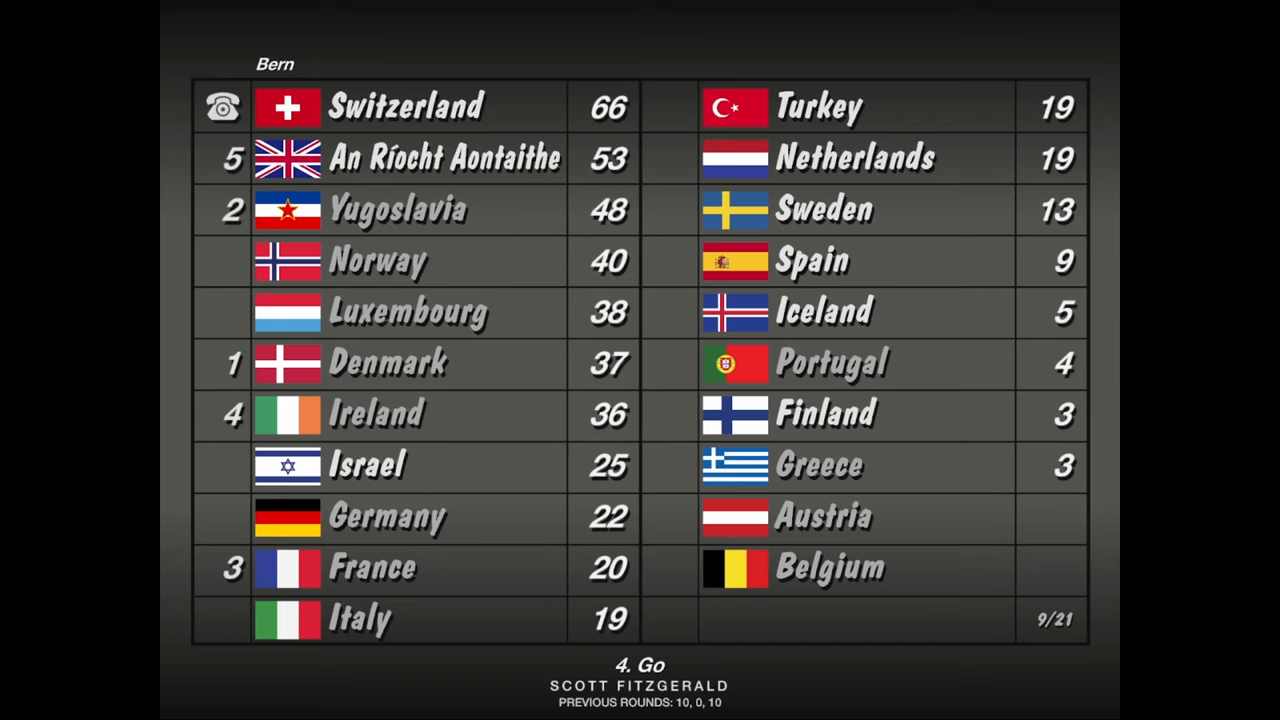 Bern
Switzerland 66
5 An Ríocht Aontaithe 53
2 Yugoslavia 48
Norway 40
Luxembourg 38
1 Denmark 37
4 Ireland 36
Israel 25
Germany 22
3 France 20
Italy 19
Turkey 19
Netherlands 19
Sweden 13
Spain 9
Iceland 5
Portugal 4
Finland 3
Greece 3
Austria
Belgium
9/21
4. Go
SCOTT FITZGERALD
PREVIOUS ROUNDS: 10, 0, 10